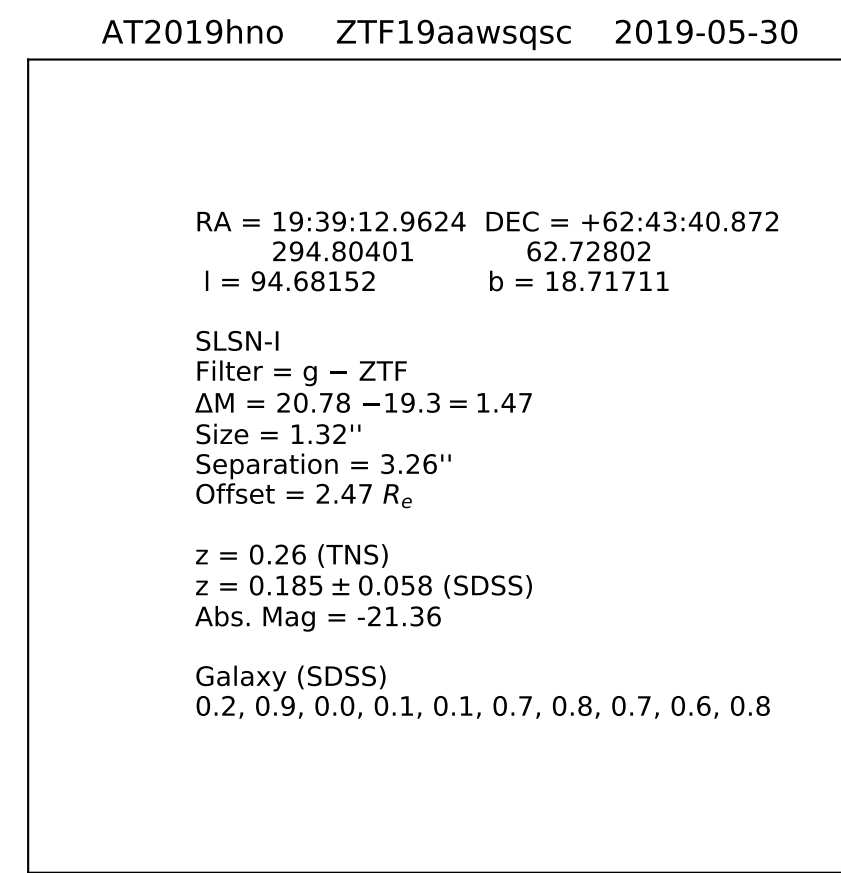 AT2019hno ZTF19aawsqsc 2019-05-30
RA = 19:39:12.9624 DEC = +62:43:40.872
294.80401 62.72802
l = 94.68152 b = 18.71711
SLSN-I
Filter = g − ZTF
ΔM = 20.78 −19.3 = 1.47
Size = 1.32''
Separation = 3.26''
Offset = 2.47 Rₑ
z = 0.26 (TNS)
z = 0.185 ± 0.058 (SDSS)
Abs. Mag = -21.36
Galaxy (SDSS)
0.2, 0.9, 0.0, 0.1, 0.1, 0.7, 0.8, 0.7, 0.6, 0.8